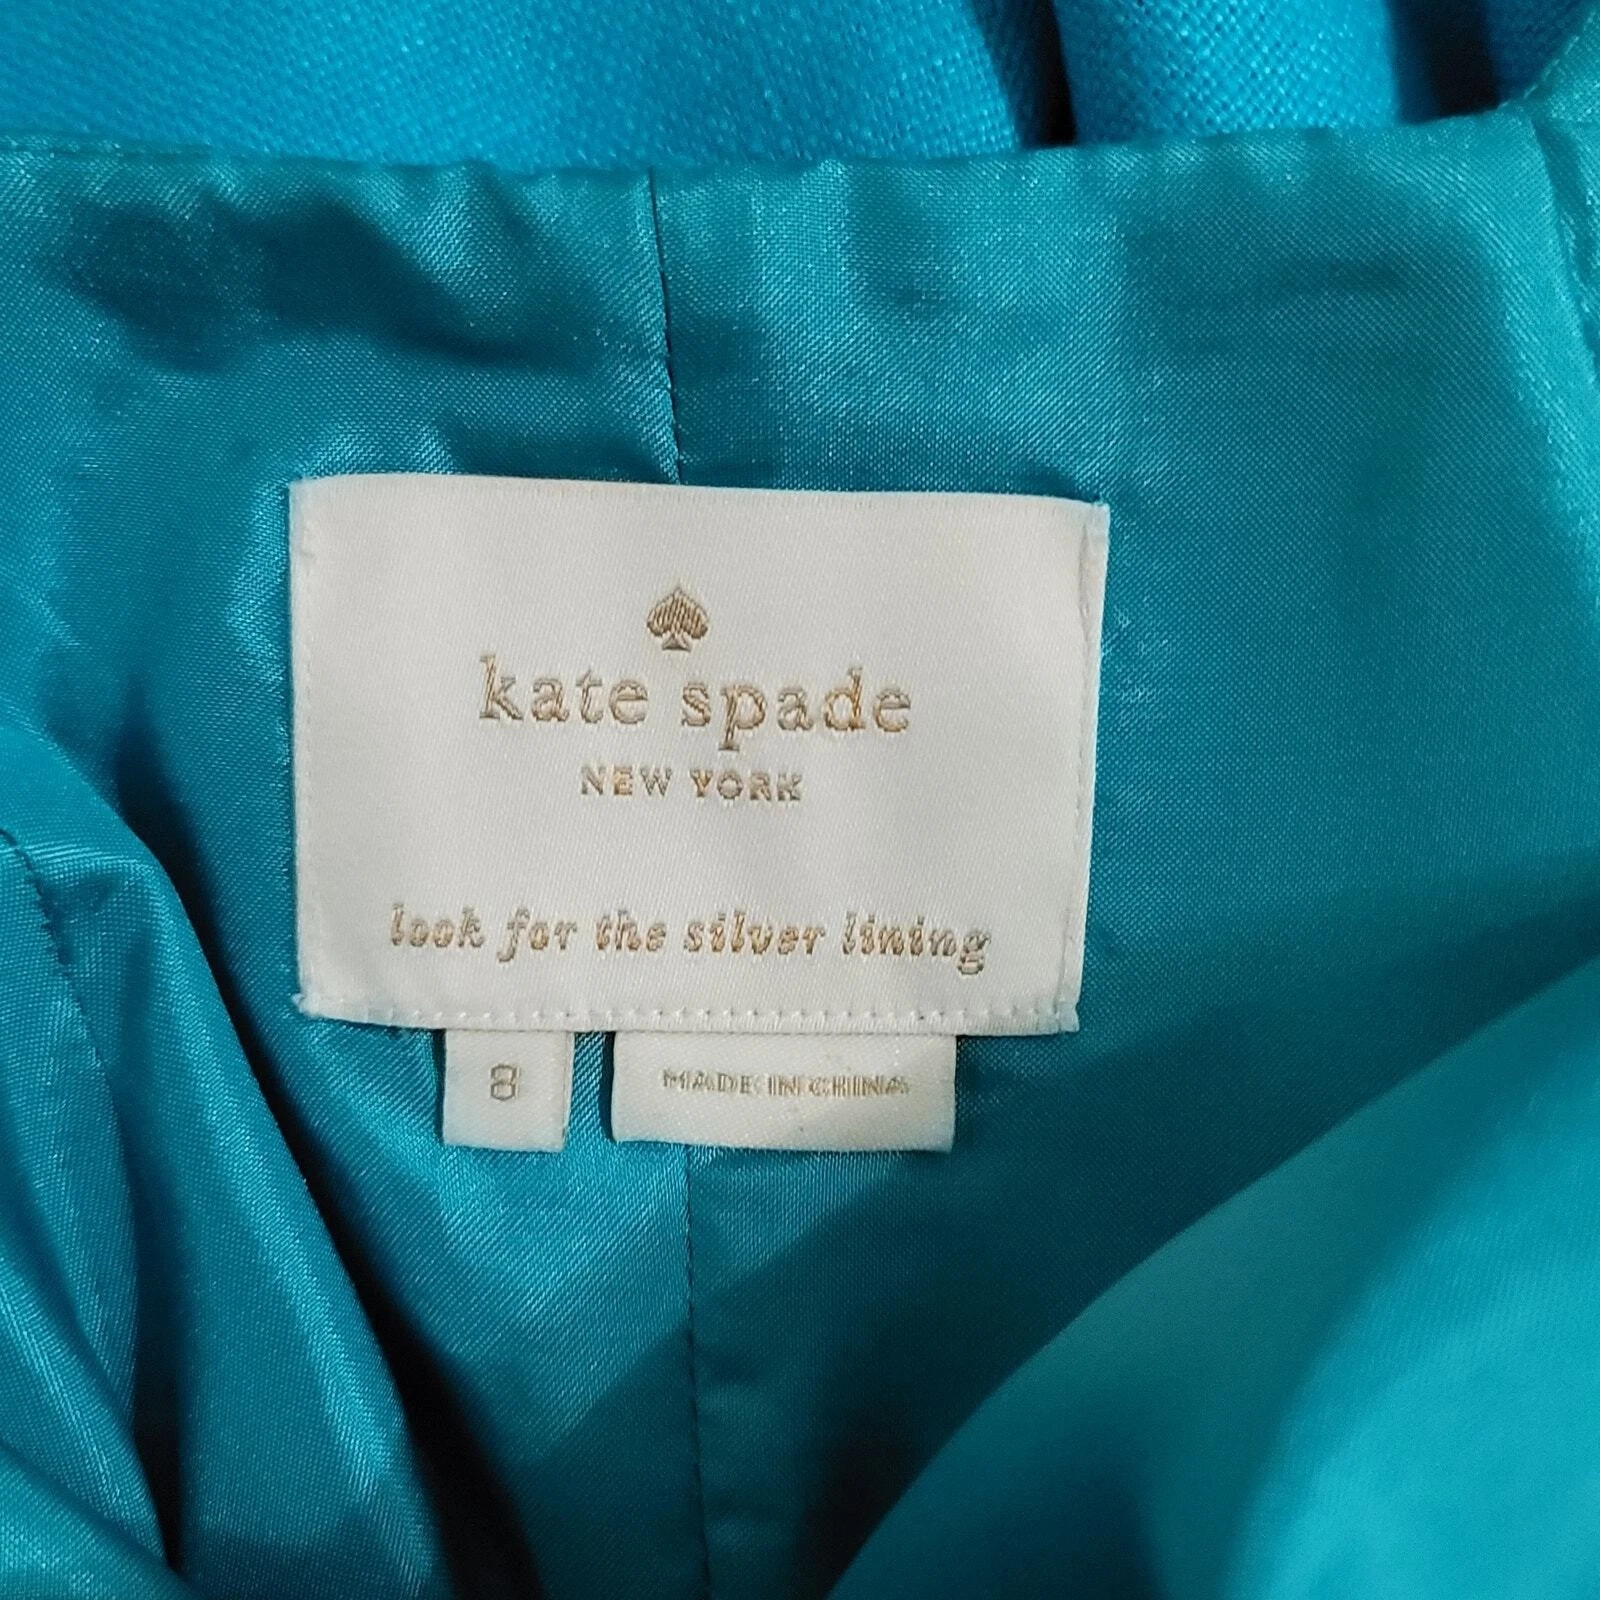 kate spade
NEW YORK
look for the silver lining
8
MADE IN CHINA